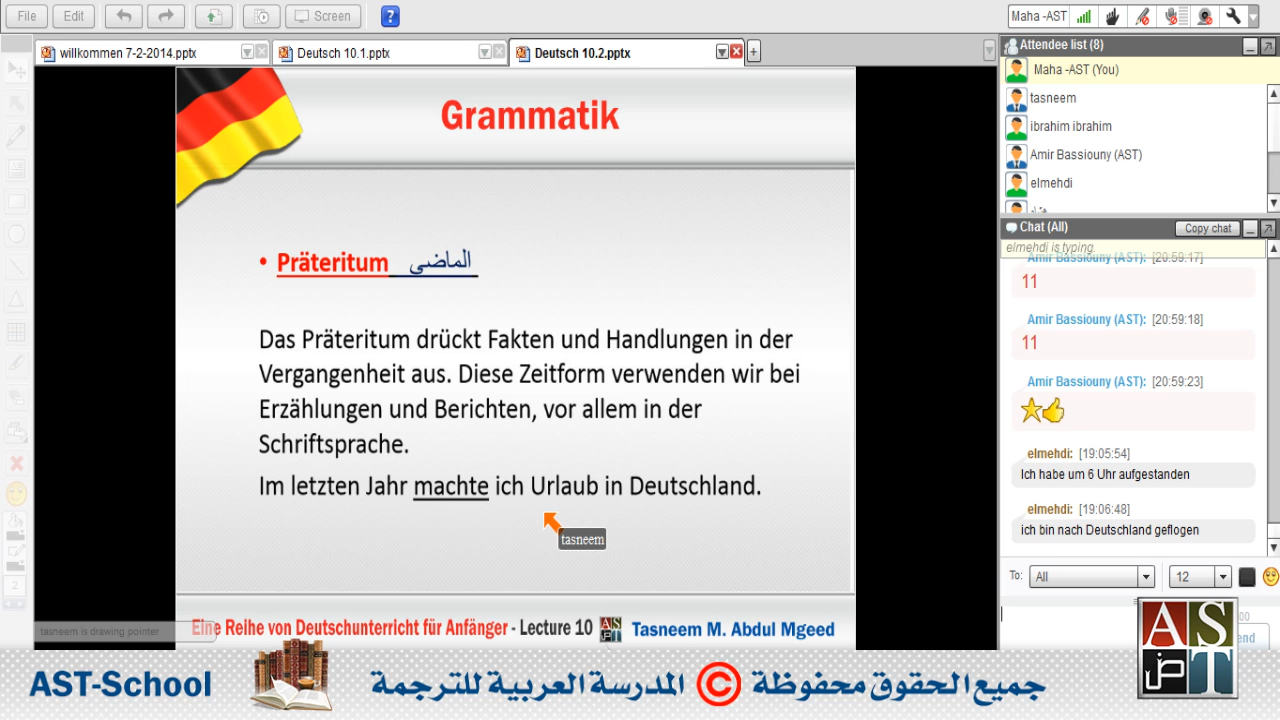 File
Edit
Screen
?
Maha -AST
willkommen 7-2-2014.pptx
Deutsch 10.1.pptx
Deutsch 10.2.pptx
Grammatik
• Präteritum الماضى
Das Präteritum drückt Fakten und Handlungen in der
Vergangenheit aus. Diese Zeitform verwenden wir bei
Erzählungen und Berichten, vor allem in der
Schriftsprache.
Im letzten Jahr machte ich Urlaub in Deutschland.
tasneem
tasneem is drawing pointer
Eine Reihe von Deutschunterricht für Anfänger - Lecture 10
Tasneem M. Abdul Mgeed
Attendee list (8)
Maha -AST (You)
tasneem
ibrahim ibrahim
Amir Bassiouny (AST)
elmehdi
Chat (All)
Copy chat
elmehdi is typing.
Amir Bassiouny (AST): [20:59:17]
11
Amir Bassiouny (AST): [20:59:18]
11
Amir Bassiouny (AST): [20:59:23]
elmehdi: [19:05:54]
Ich habe um 6 Uhr aufgestanden
elmehdi: [19:06:48]
ich bin nach Deutschland geflogen
To:
All
12
2
AST
ض
AST-School
جميع الحقوق محفوظة © المدرسة العربية للترجمة